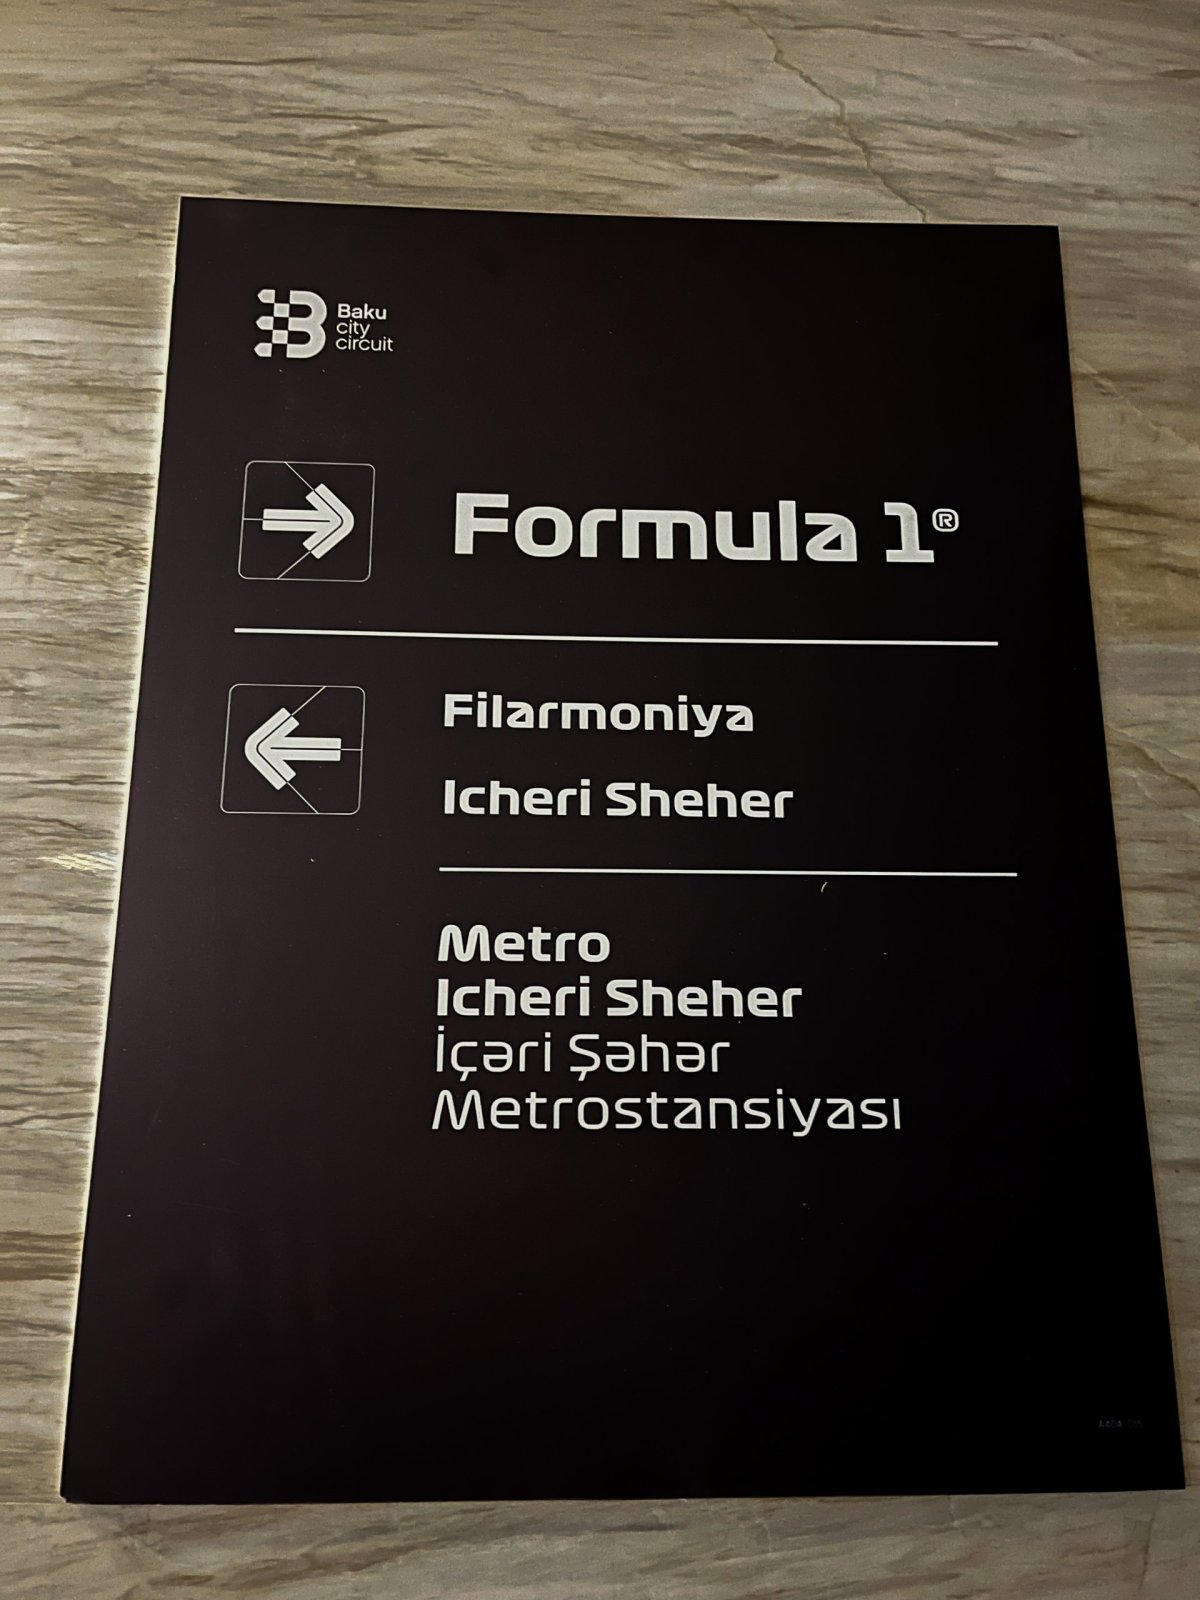 Baku
city
circuit
Formula 1®
Filarmoniya
Icheri Sheher
Metro
Icheri Sheher
İçəri Şəhər
Metrostansiyası